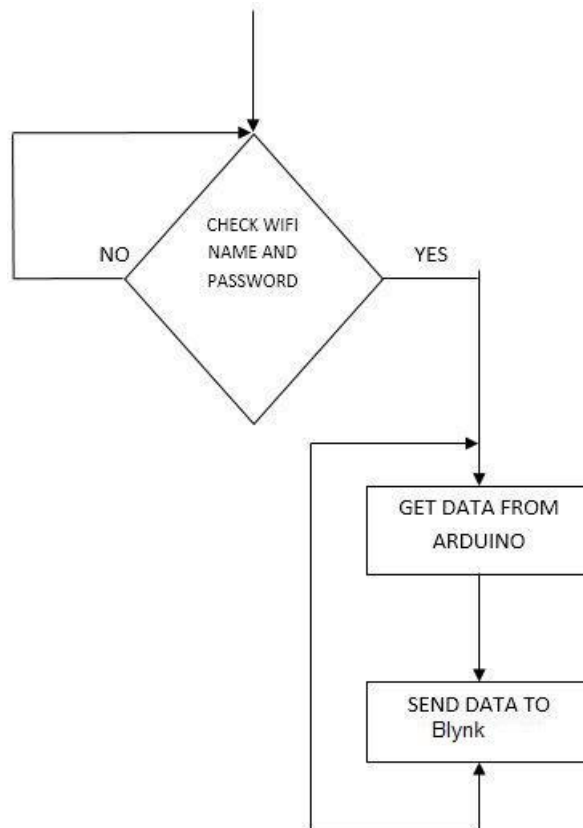 CHECK WIFI
NAME AND
PASSWORD
NO
YES
GET DATA FROM
ARDUINO
SEND DATA TO
Blynk